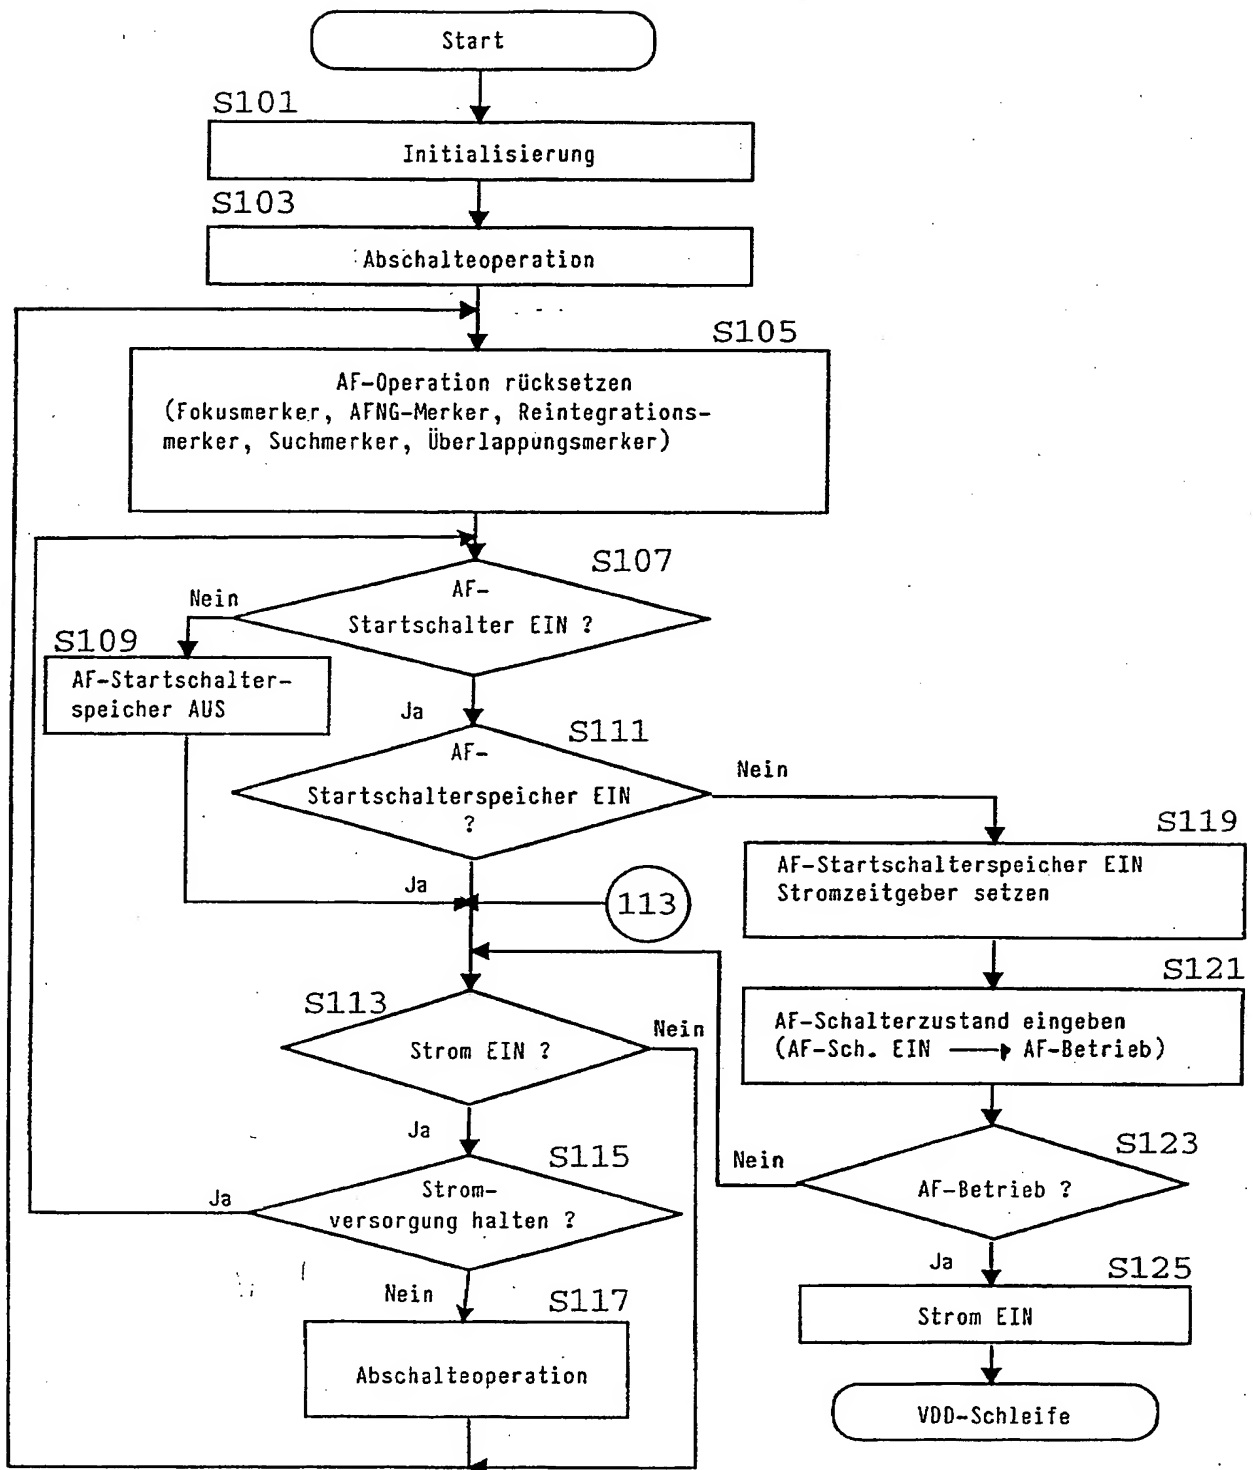 Start
S101
Initialisierung
S103
Abschalteoperation
S105
AF-Operation rücksetzen
(Fokusmerker, AFNG-Merker, Reintegrations-
merker, Suchmerker, Überlappungsmerker)
S107
AF-
Startschalter EIN ?
Nein
S109
AF-Startschalter-
speicher AUS
Ja
S111
AF-
Startschalterspeicher EIN
?
Nein
Ja
113
S119
AF-Startschalterspeicher EIN
Stromzeitgeber setzen
S121
AF-Schalterzustand eingeben
(AF-Sch. EIN → AF-Betrieb)
S113
Strom EIN ?
Nein
Ja
S123
AF-Betrieb ?
Nein
Ja
S115
Strom-
versorgung halten ?
Ja
Nein
S117
Abschalteoperation
S125
Strom EIN
VDD-Schleife